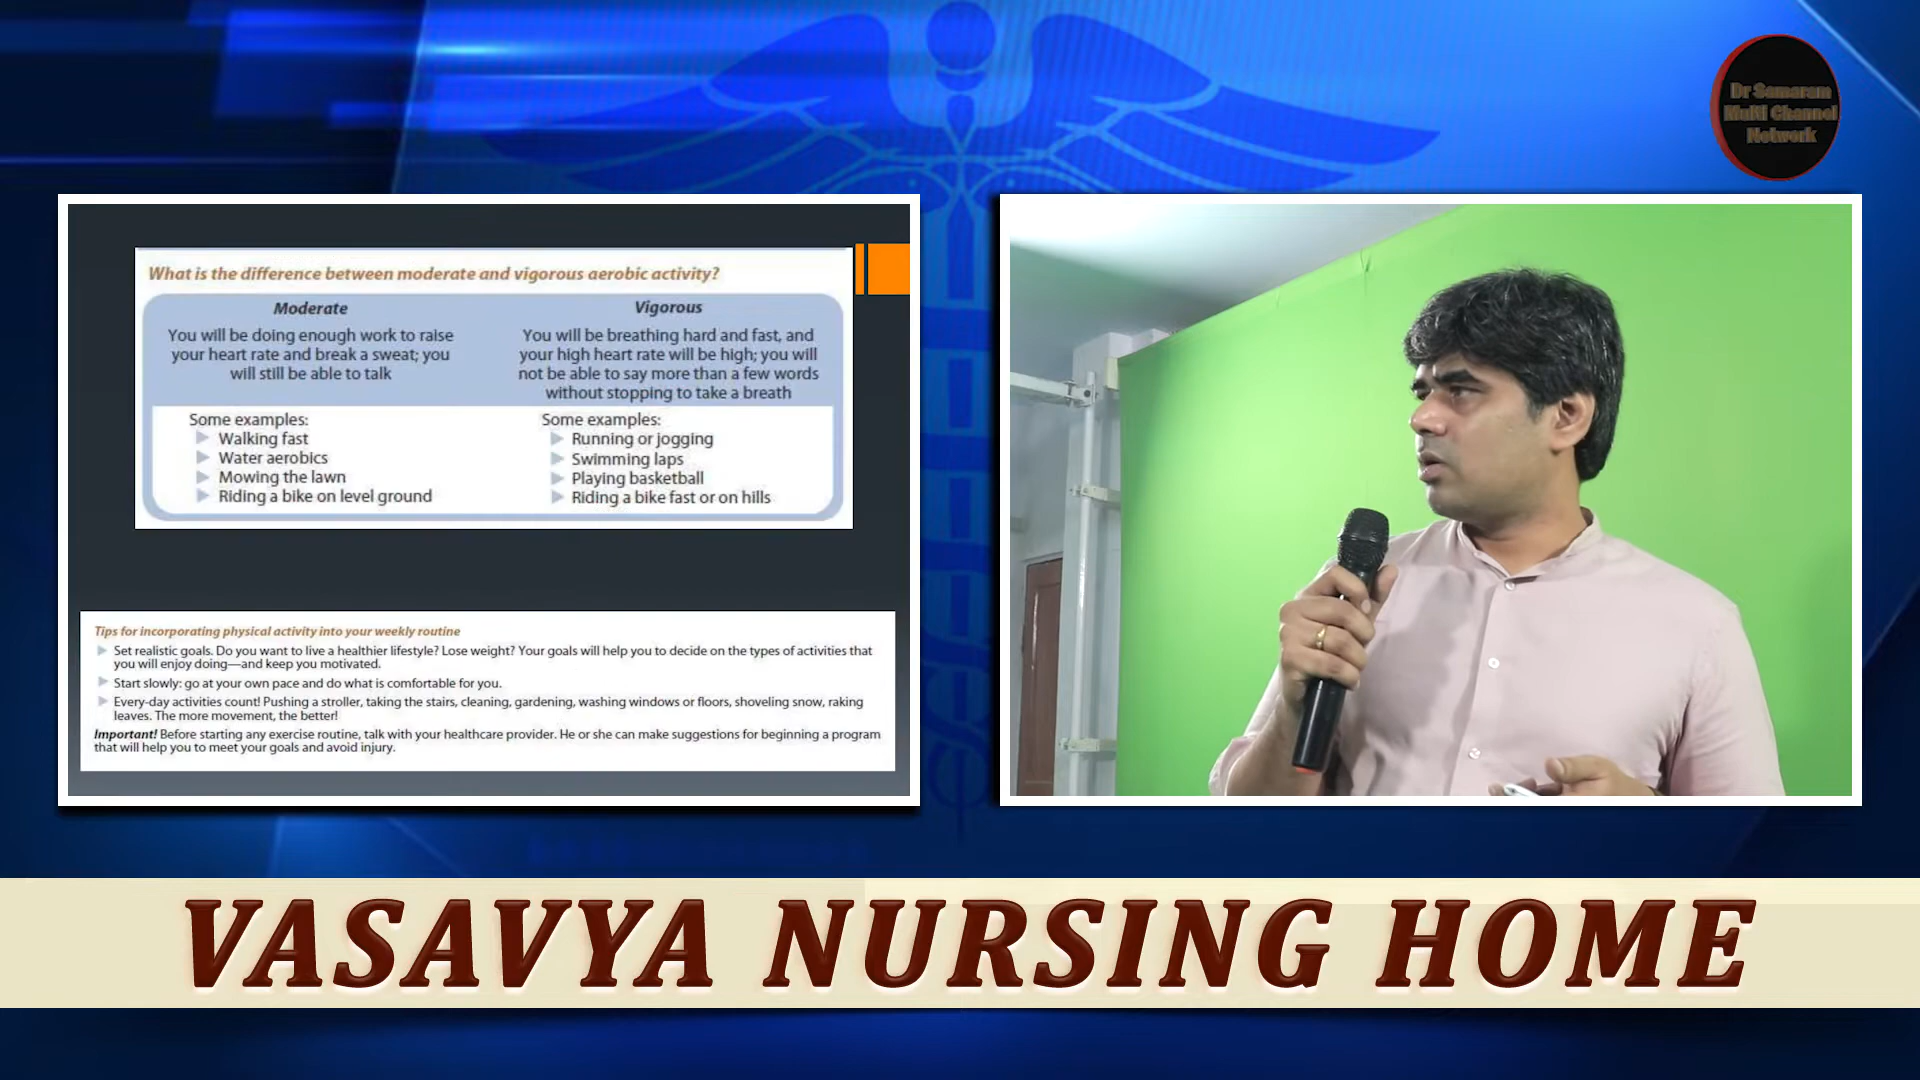 Dr Samaram
Multi Channel
Network
What is the difference between moderate and vigorous aerobic activity?
Moderate
You will be doing enough work to raise
your heart rate and break a sweat; you
will still be able to talk
Vigorous
You will be breathing hard and fast, and
your high heart rate will be high; you will
not be able to say more than a few words
without stopping to take a breath
Some examples:
Walking fast
Water aerobics
Mowing the lawn
Riding a bike on level ground
Some examples:
Running or jogging
Swimming laps
Playing basketball
Riding a bike fast or on hills
Tips for incorporating physical activity into your weekly routine
Set realistic goals. Do you want to live a healthier lifestyle? Lose weight? Your goals will help you to decide on the types of activities that
you will enjoy doing—and keep you motivated.
Start slowly: go at your own pace and do what is comfortable for you.
Every-day activities count! Pushing a stroller, taking the stairs, cleaning, gardening, washing windows or floors, shoveling snow, raking
leaves. The more movement, the better!
Important! Before starting any exercise routine, talk with your healthcare provider. He or she can make suggestions for beginning a program
that will help you to meet your goals and avoid injury.
VASAVYA NURSING HOME